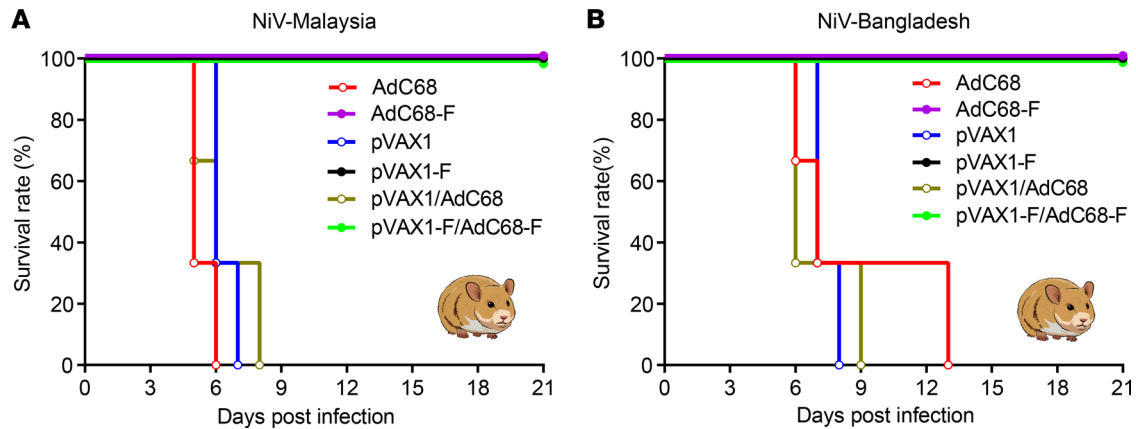 A
NiV-Malaysia
Survival rate (%)
100
80
60
40
20
0
AdC68
AdC68-F
pVAX1
pVAX1-F
pVAX1/AdC68
pVAX1-F/AdC68-F
0 3 6 9 12 15 18 21
Days post infection
B
NiV-Bangladesh
Survival rate(%)
100
80
60
40
20
0
AdC68
AdC68-F
pVAX1
pVAX1-F
pVAX1/AdC68
pVAX1-F/AdC68-F
0 3 6 9 12 15 18 21
Days post infection